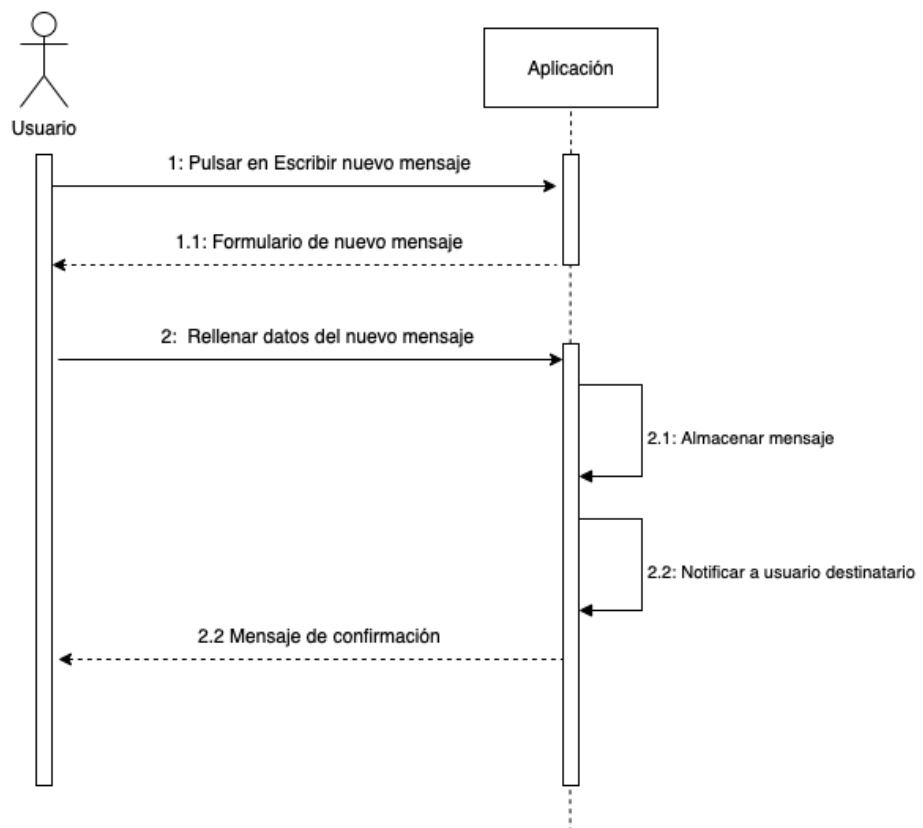 Usuario
Aplicación
1: Pulsar en Escribir nuevo mensaje
1.1: Formulario de nuevo mensaje
2: Rellenar datos del nuevo mensaje
2.1: Almacenar mensaje
2.2: Notificar a usuario destinatario
2.2 Mensaje de confirmación